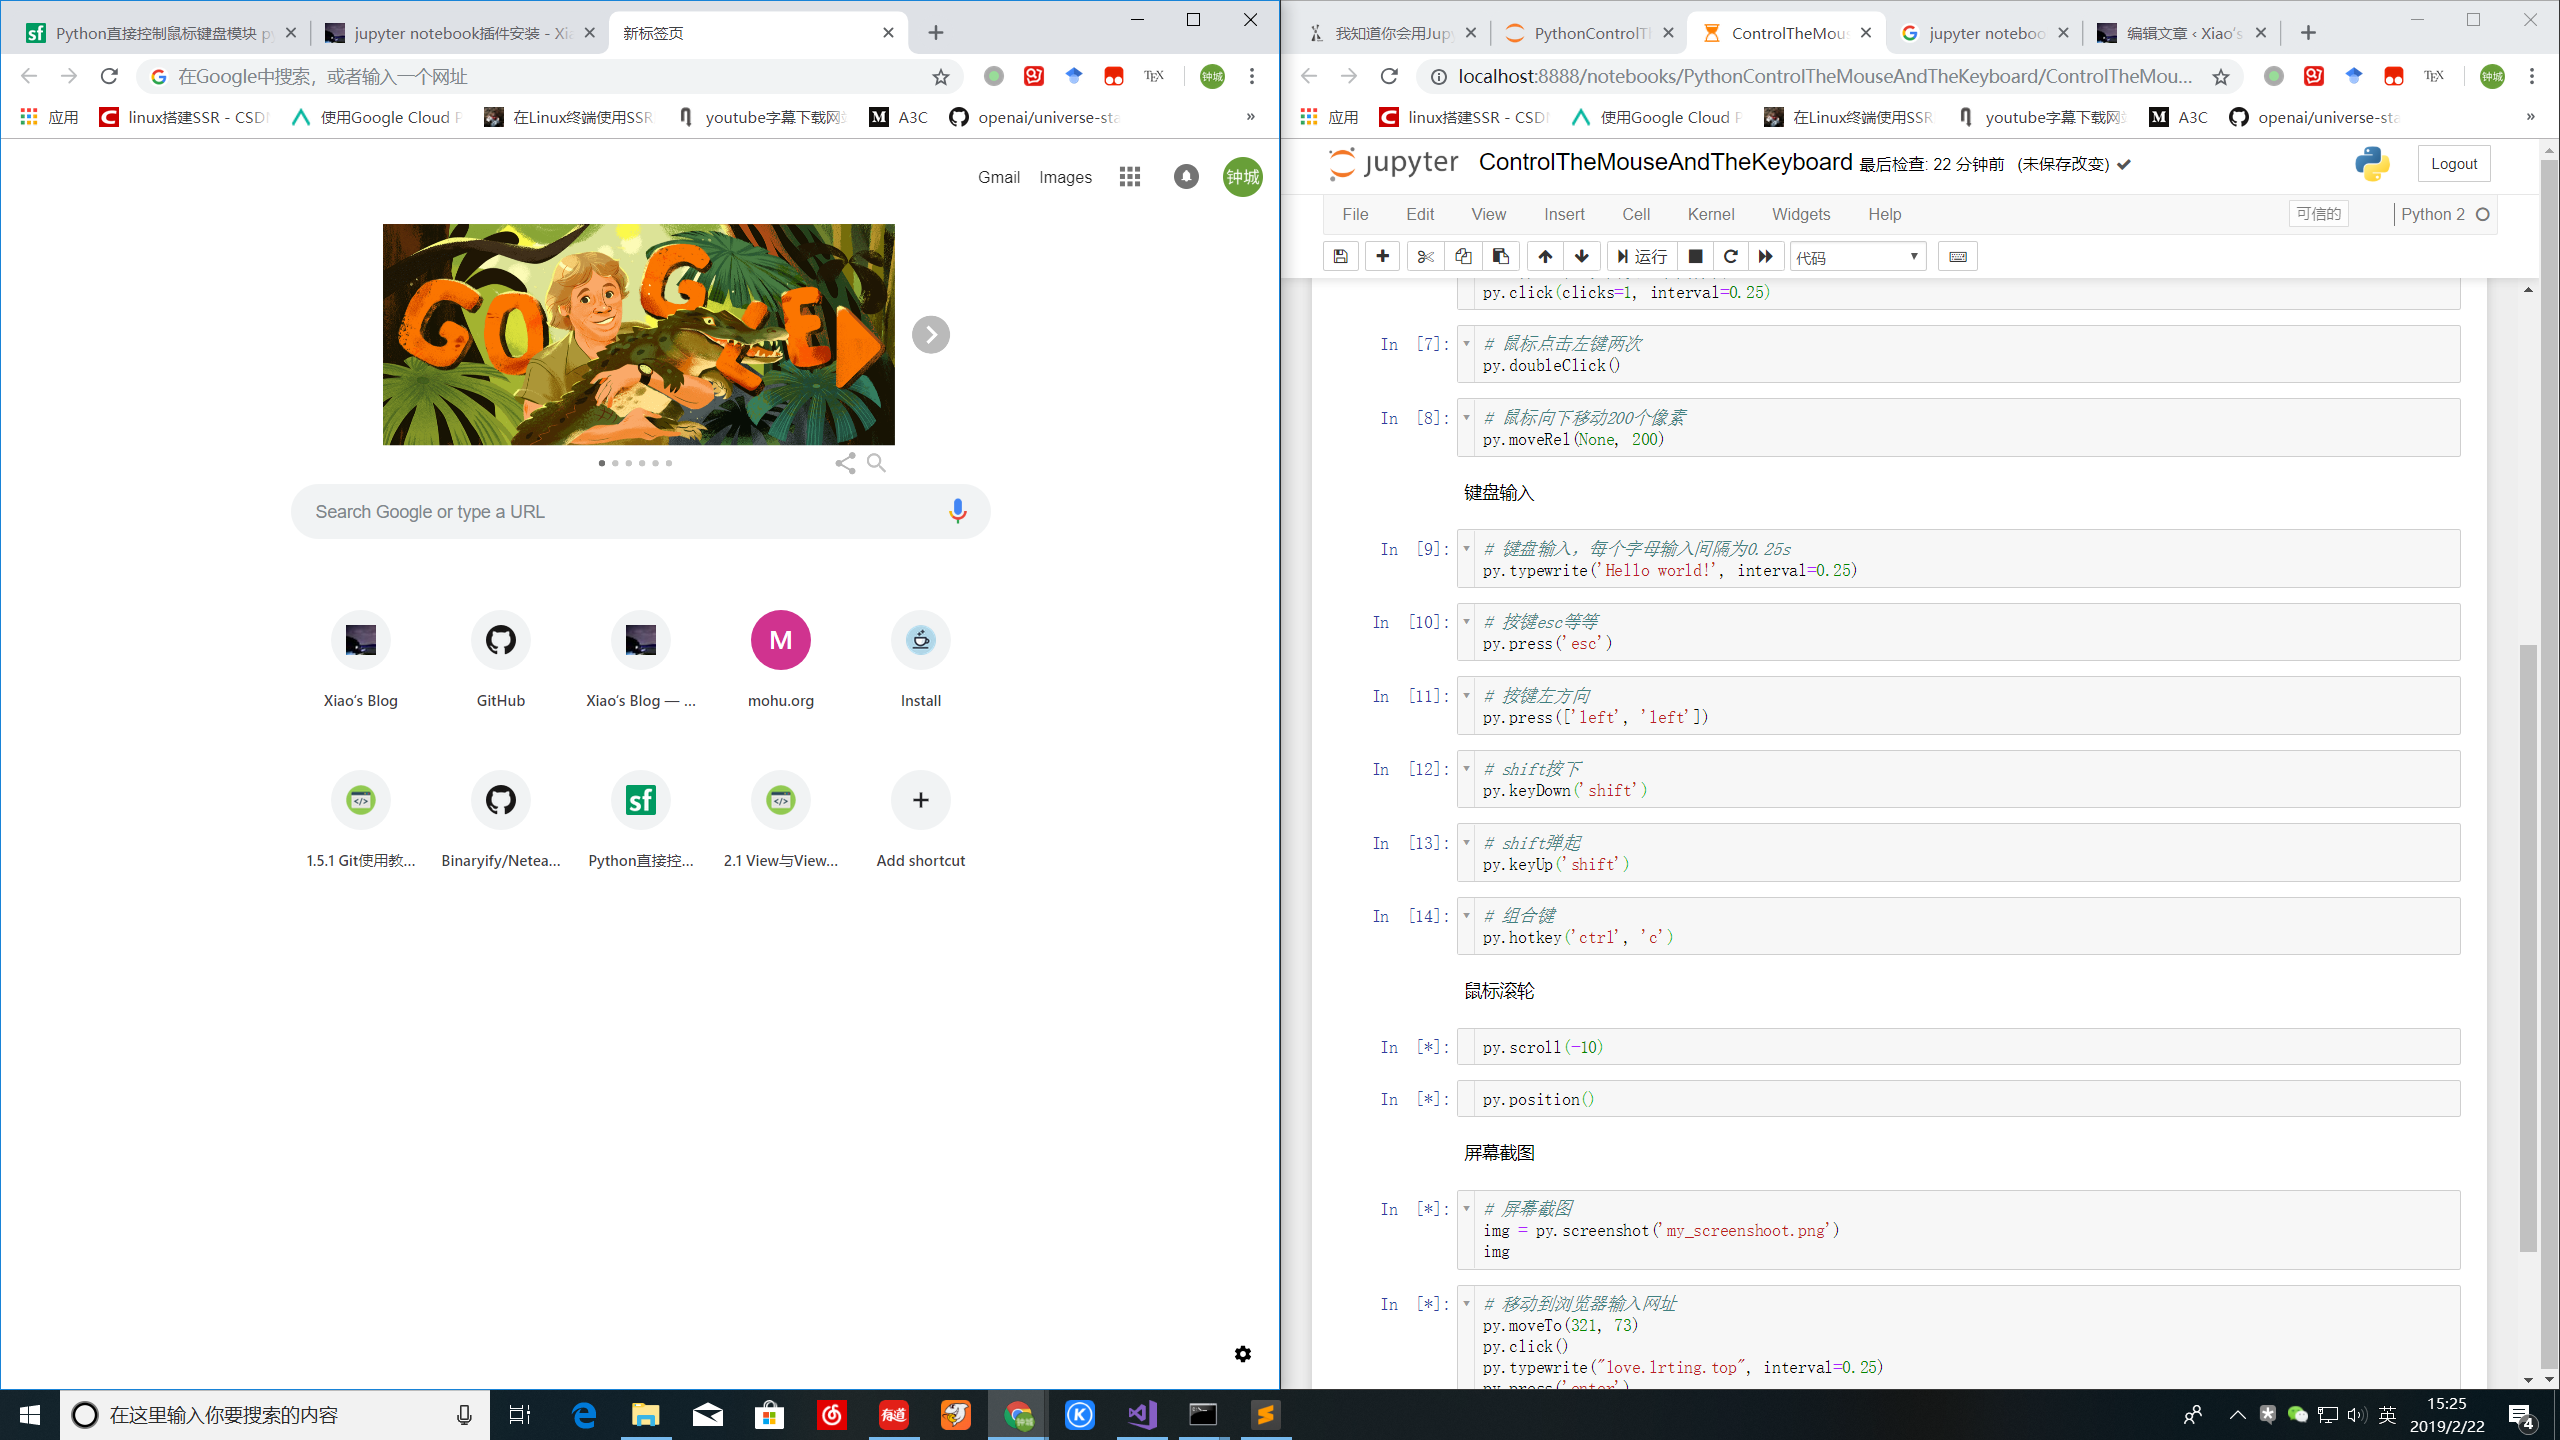 Python直接控制鼠标键盘模块 py
jupyter notebook插件安装 - Xia
新标签页
在Google中搜索，或者输入一个网址
TEX
钟城
应用
linux搭建SSR - CSD
使用Google Cloud P
在Linux终端使用SSR
youtube字幕下载网
A3C
openai/universe-sta
»
Gmail
Images
钟城
GOOGLE
Search Google or type a URL
Xiao's Blog
GitHub
Xiao's Blog — ...
M
mohu.org
Install
1.5.1 Git使用教...
Binaryify/Netea...
sf
Python直接控...
2.1 View与View...
Add shortcut
我知道你会用Jup
PythonControlT
ControlTheMous
jupyter noteboo
编辑文章 ‹ Xiao's
localhost:8888/notebooks/PythonControlTheMouseAndTheKeyboard/ControlTheMou...
TEX
钟城
应用
linux搭建SSR - CSD
使用Google Cloud P
在Linux终端使用SSR
youtube字幕下载网
A3C
openai/universe-sta
»
jupyter ControlTheMouseAndTheKeyboard 最后检查: 22 分钟前 (未保存改变)
Logout
File Edit View Insert Cell Kernel Widgets Help
可信的
Python 2
运行
代码
py.click(clicks=1, interval=0.25)
In [7]:
# 鼠标点击左键两次
py.doubleClick()
In [8]:
# 鼠标向下移动200个像素
py.moveRel(None, 200)
键盘输入
In [9]:
# 键盘输入，每个字母输入间隔为0.25s
py.typewrite('Hello world!', interval=0.25)
In [10]:
# 按键esc等等
py.press('esc')
In [11]:
# 按键左方向
py.press(['left', 'left'])
In [12]:
# shift按下
py.keyDown('shift')
In [13]:
# shift弹起
py.keyUp('shift')
In [14]:
# 组合键
py.hotkey('ctrl', 'c')
鼠标滚轮
In [*]:
py.scroll(-10)
In [*]:
py.position()
屏幕截图
In [*]:
# 屏幕截图
img = py.screenshot('my_screenshoot.png')
img
In [*]:
# 移动到浏览器输入网址
py.moveTo(321, 73)
py.click()
py.typewrite("love.lrting.top", interval=0.25)
py.press('enter')
在这里输入你要搜索的内容
有道
英
15:25
2019/2/22
4